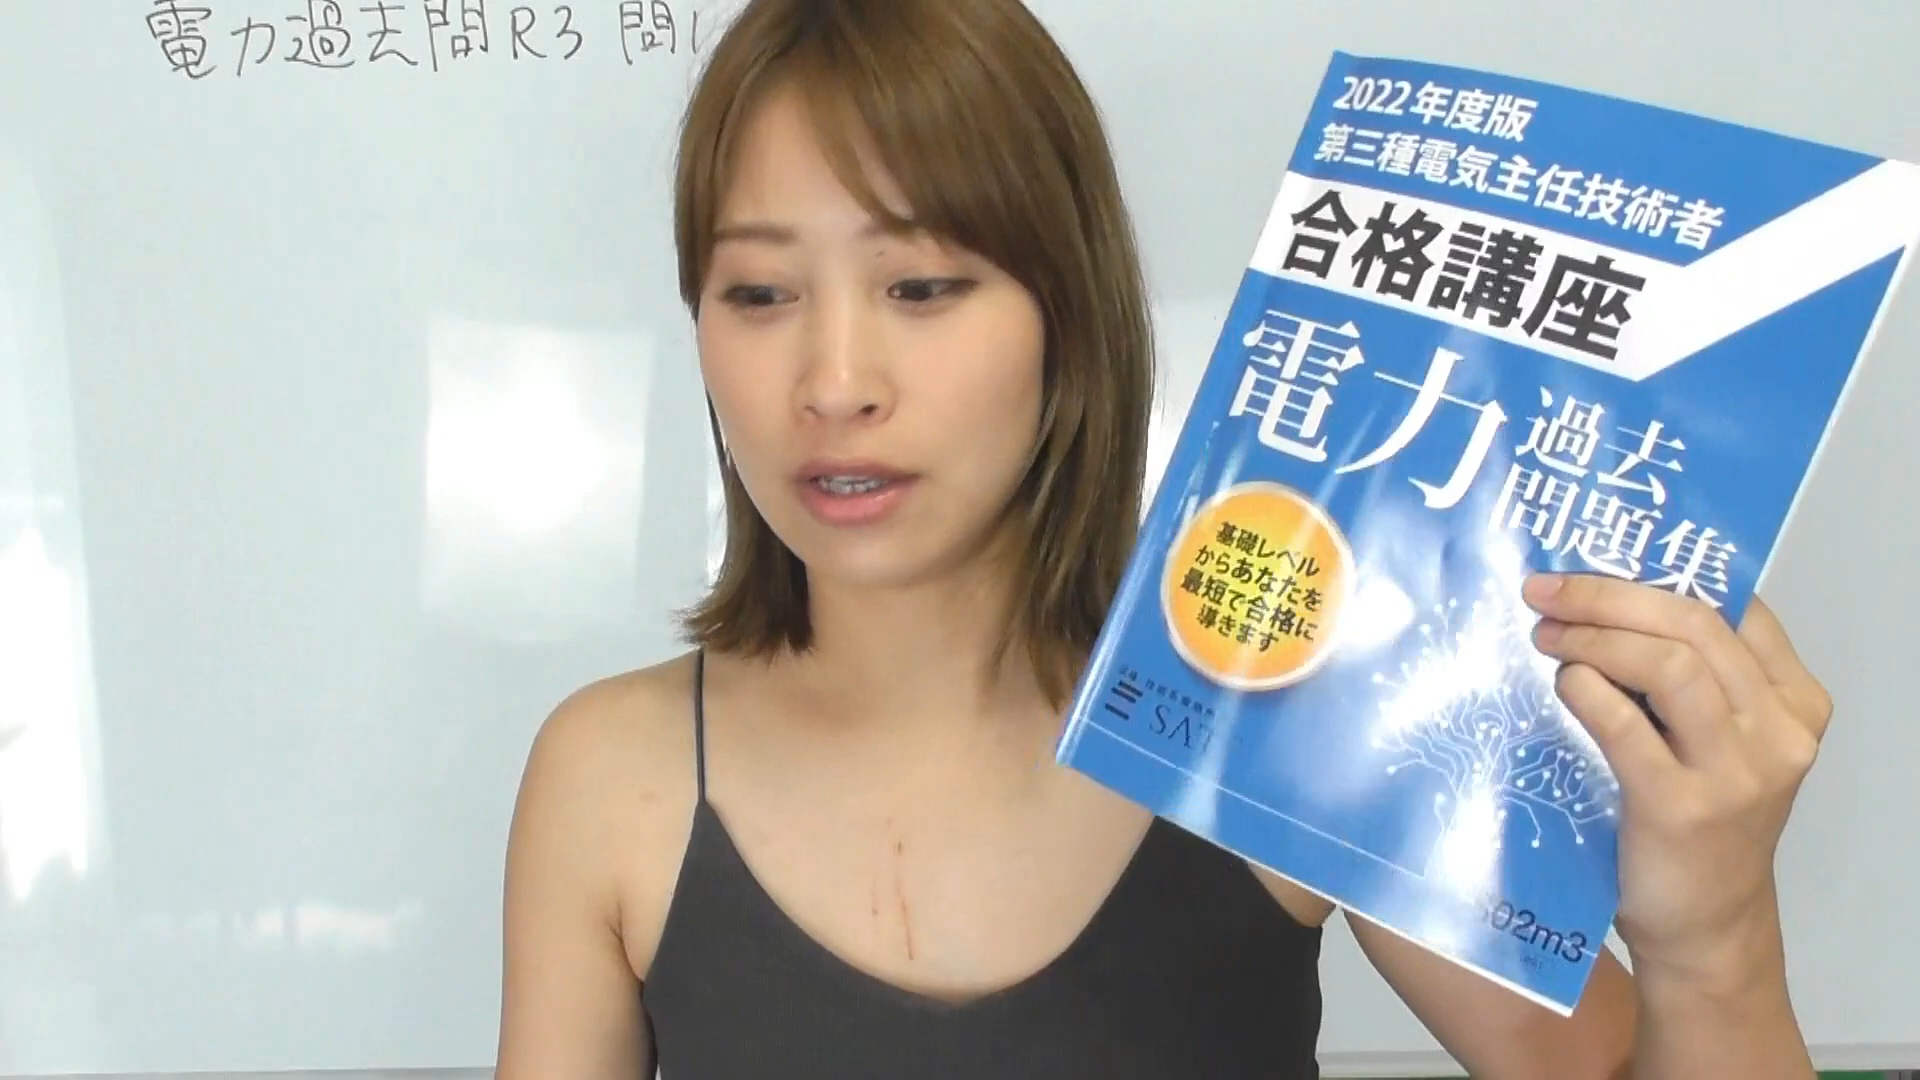 電力過去問R3 問1
2022年度版
第三種電気主任技術者
合格講座
電力
過去
問題集
基礎レベル
からあなたを
最短で合格に
導きます
SAT
02m3